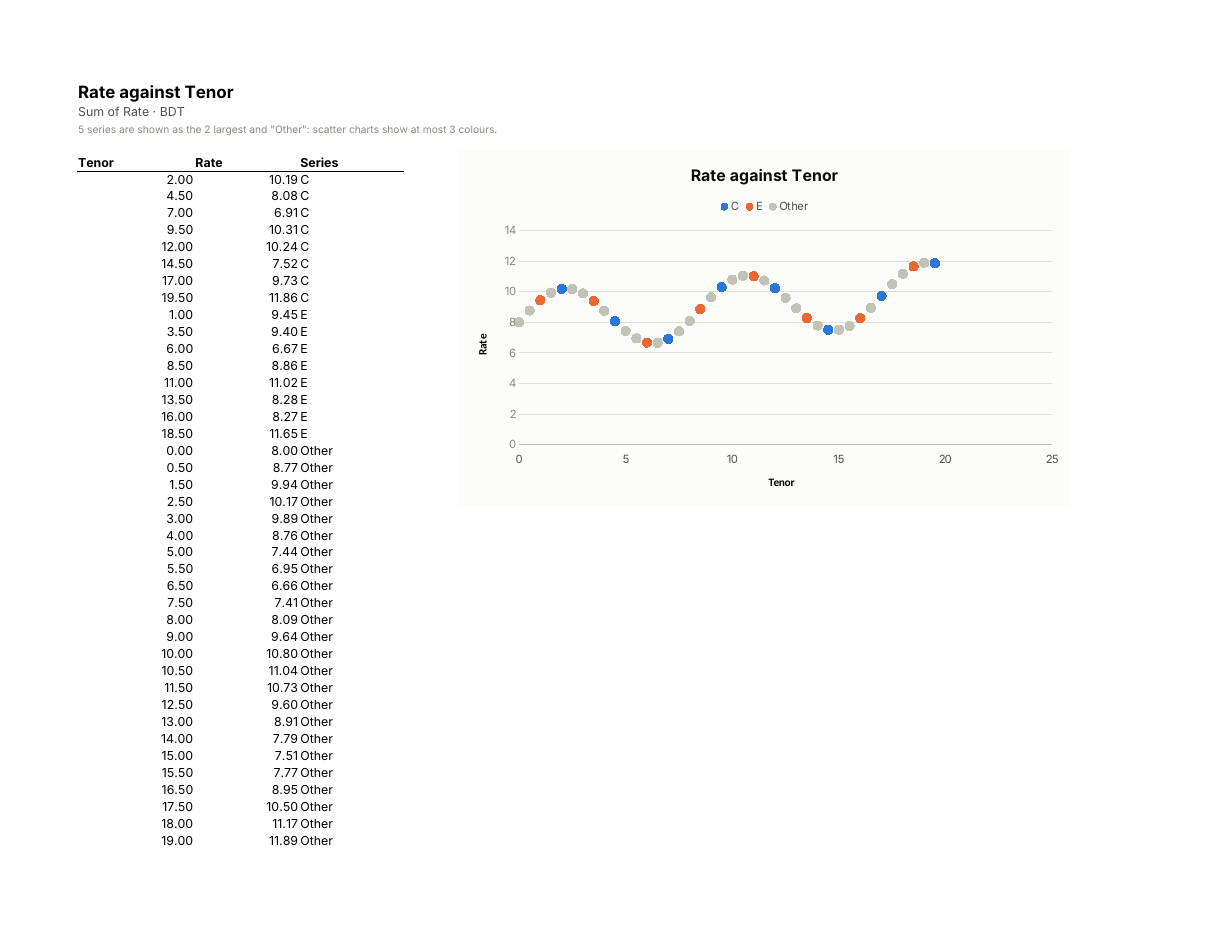 Rate against Tenor
Sum of Rate · BDT
5 series are shown as the 2 largest and "Other": scatter charts show at most 3 colours.
Tenor Rate Series
2.00 10.19 C
4.50 8.08 C
7.00 6.91 C
9.50 10.31 C
12.00 10.24 C
14.50 7.52 C
17.00 9.73 C
19.50 11.86 C
1.00 9.45 E
3.50 9.40 E
6.00 6.67 E
8.50 8.86 E
11.00 11.02 E
13.50 8.28 E
16.00 8.27 E
18.50 11.65 E
0.00 8.00 Other
0.50 8.77 Other
1.50 9.94 Other
2.50 10.17 Other
3.00 9.89 Other
4.00 8.76 Other
5.00 7.44 Other
5.50 6.95 Other
6.50 6.66 Other
7.50 7.41 Other
8.00 8.09 Other
9.00 9.64 Other
10.00 10.80 Other
10.50 11.04 Other
11.50 10.73 Other
12.50 9.60 Other
13.00 8.91 Other
14.00 7.79 Other
15.00 7.51 Other
15.50 7.77 Other
16.50 8.95 Other
17.50 10.50 Other
18.00 11.17 Other
19.00 11.89 Other
Rate against Tenor
C E Other
14
12
10
8
6
4
2
0
Rate
0 5 10 15 20 25
Tenor